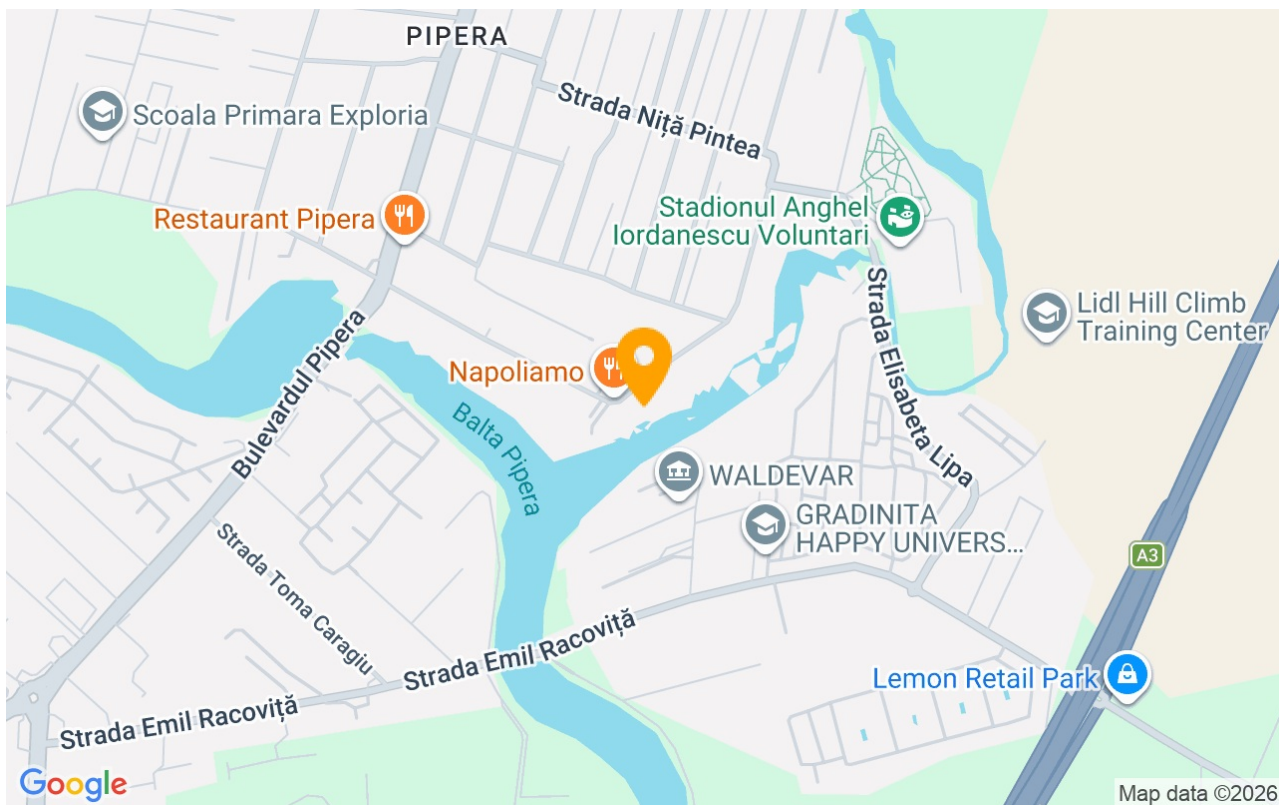 PIPERA
Scoala Primara Exploria
Strada Niță Pintea
Restaurant Pipera
Stadionul Anghel
Iordanescu Voluntari
Bulevardul Pipera
Strada Elisabeta Lipa
Lidl Hill Climb
Training Center
Napoliamo
Balta Pipera
WALDEVAR
GRADINITA
HAPPY UNIVERS...
A3
Strada Toma Caragiu
Strada Emil Racoviță
Lemon Retail Park
Strada Emil Racoviță
Google
Map data ©2026